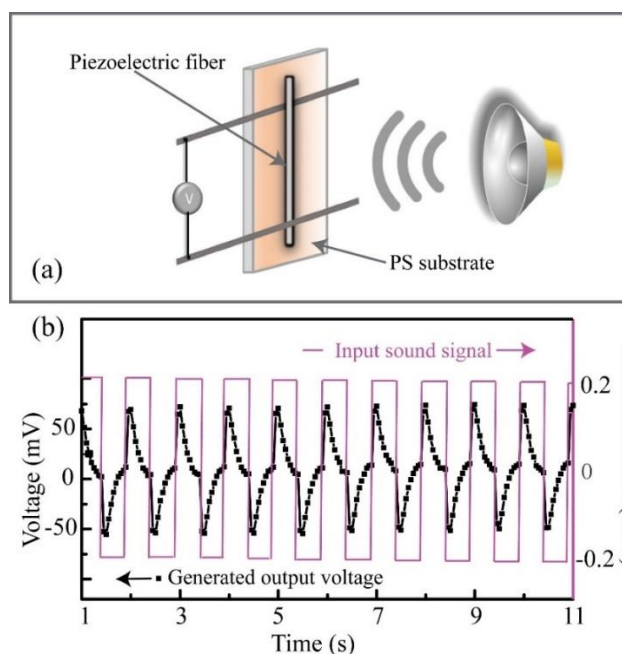 Piezoelectric fiber
V
PS substrate
(a)
(b)
Input sound signal
Voltage (mV)
50
0
-50
0.2
0
-0.2
Generated output voltage
1 3 5 7 9 11
Time (s)